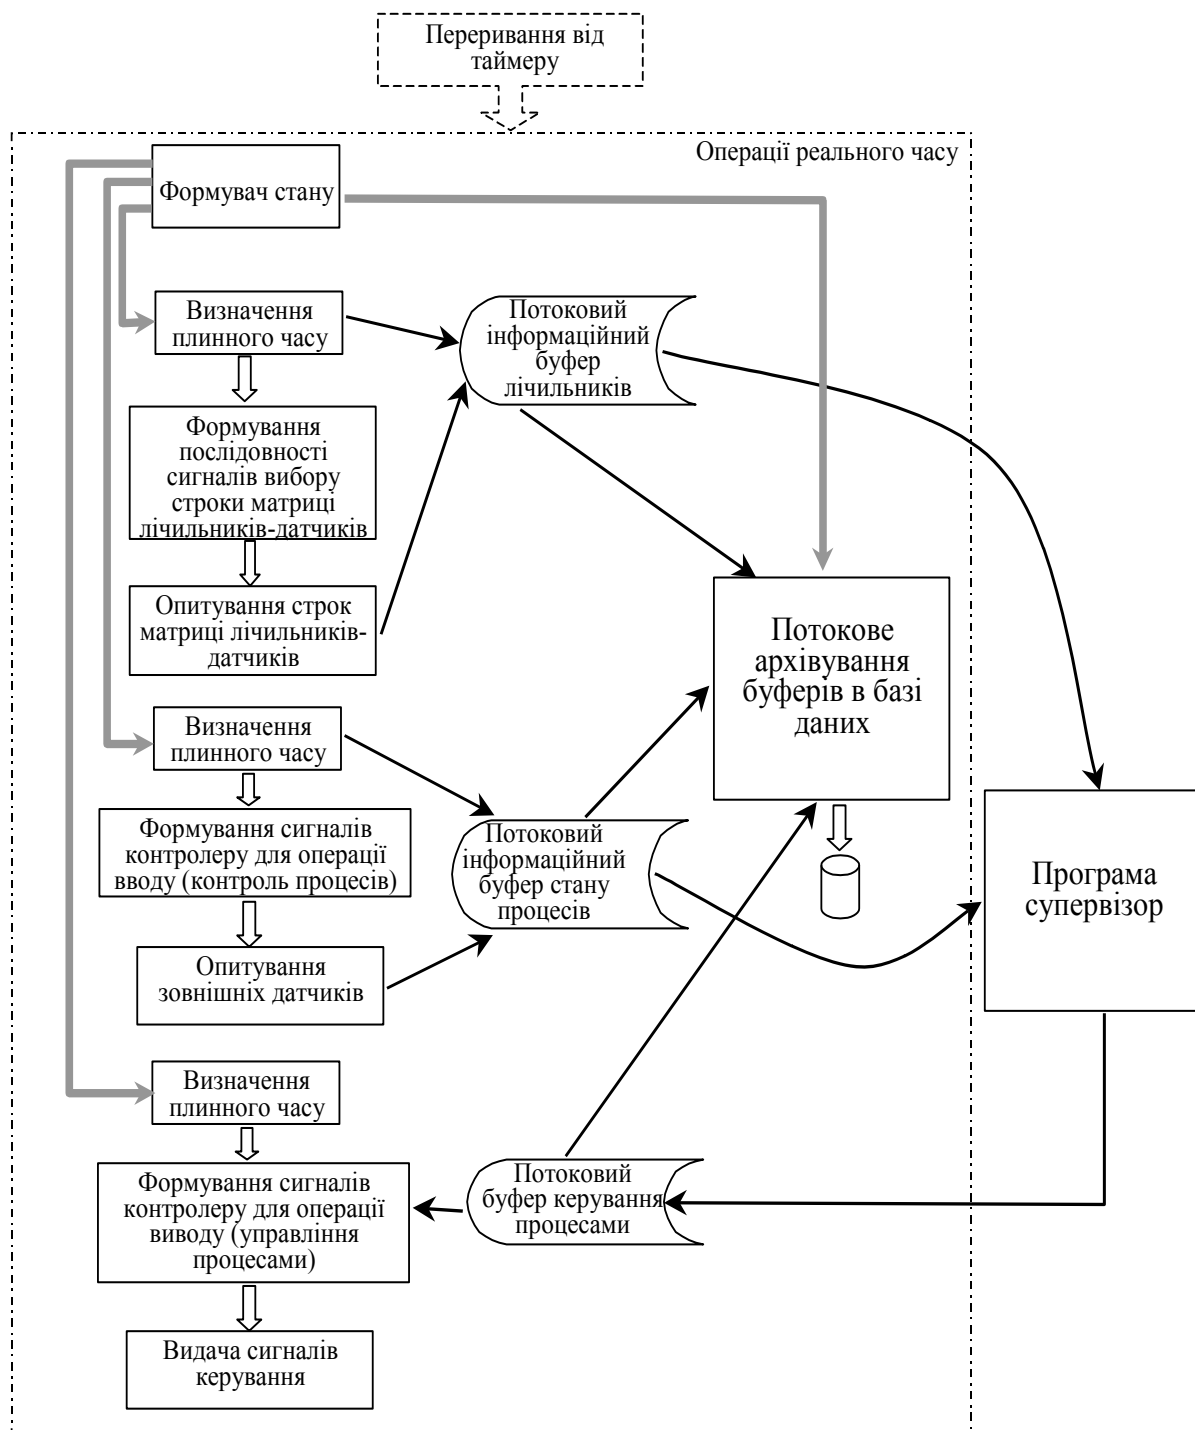 Переривання від
таймеру
Операції реального часу
Формувач стану
Визначення
плинного часу
Потоковий
інформаційний
буфер
лічильників
Формування
послідовності
сигналів вибору
строки матриці
лічильників-датчиків
Опитування строк
матриці лічильників-
датчиків
Потокове
архівування
буферів в базі
даних
Визначення
плинного часу
Формування сигналів
контролеру для операції
вводу (контроль процесів)
Потоковий
інформаційний
буфер стану
процесів
Програма
супервізор
Опитування
зовнішніх датчиків
Визначення
плинного часу
Формування сигналів
контролеру для операції
виводу (управління
процесами)
Потоковий
буфер керування
процесами
Видача сигналів
керування